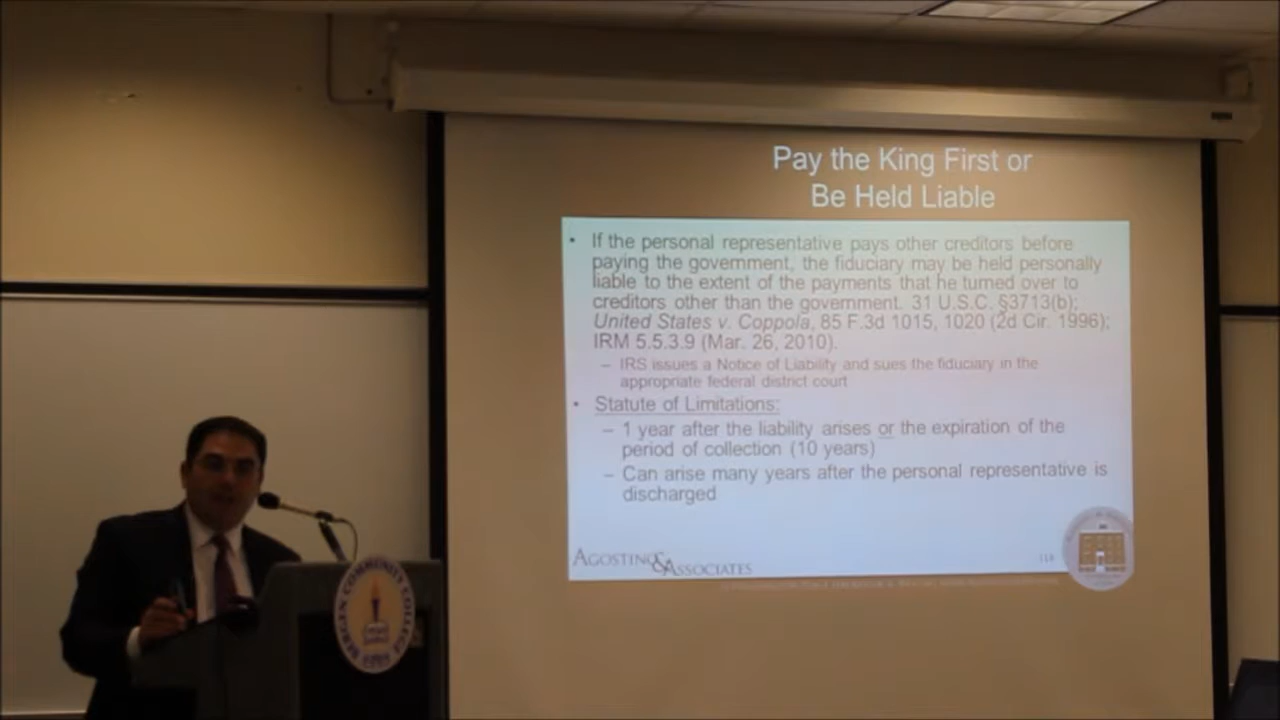 Pay the King First or
Be Held Liable
• If the personal representative pays other creditors before
paying the government, the fiduciary may be held personally
liable to the extent of the payments that he turned over to
creditors other than the government. 31 U.S.C. §3713(b);
United States v. Coppola, 85 F.3d 1015, 1020 (2d Cir. 1996);
IRM 5.5.3.9 (Mar. 26, 2010).
– IRS issues a Notice of Liability and sues the fiduciary in the
appropriate federal district court
• Statute of Limitations:
– 1 year after the liability arises or the expiration of the
period of collection (10 years)
– Can arise many years after the personal representative is
discharged
AGOSTINO & ASSOCIATES
BERGEN COMMUNITY COLLEGE